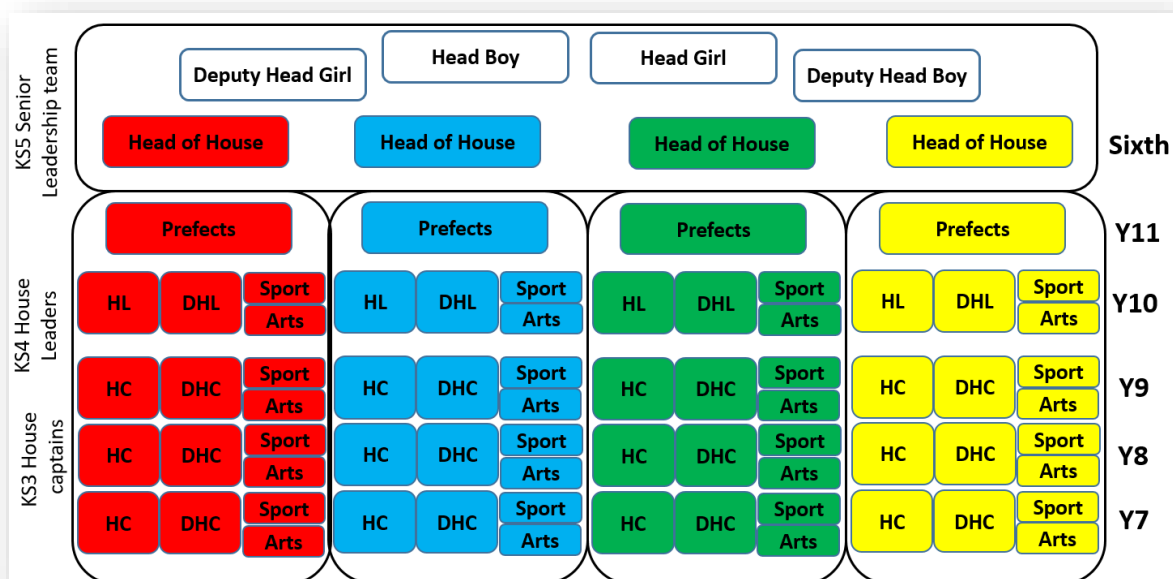 KS5 Senior
Leadership team
Deputy Head Girl
Head Boy
Head Girl
Deputy Head Boy
Head of House
Head of House
Head of House
Head of House
Sixth
Prefects
Prefects
Prefects
Prefects
Y11
KS4 House
Leaders
HL
DHL
Sport
Arts
HL
DHL
Sport
Arts
HL
DHL
Sport
Arts
HL
DHL
Sport
Arts
Y10
KS3 House
captains
HC
DHC
Sport
Arts
HC
DHC
Sport
Arts
HC
DHC
Sport
Arts
HC
DHC
Sport
Arts
Y9
HC
DHC
Sport
Arts
HC
DHC
Sport
Arts
HC
DHC
Sport
Arts
HC
DHC
Sport
Arts
Y8
HC
DHC
Sport
Arts
HC
DHC
Sport
Arts
HC
DHC
Sport
Arts
HC
DHC
Sport
Arts
Y7